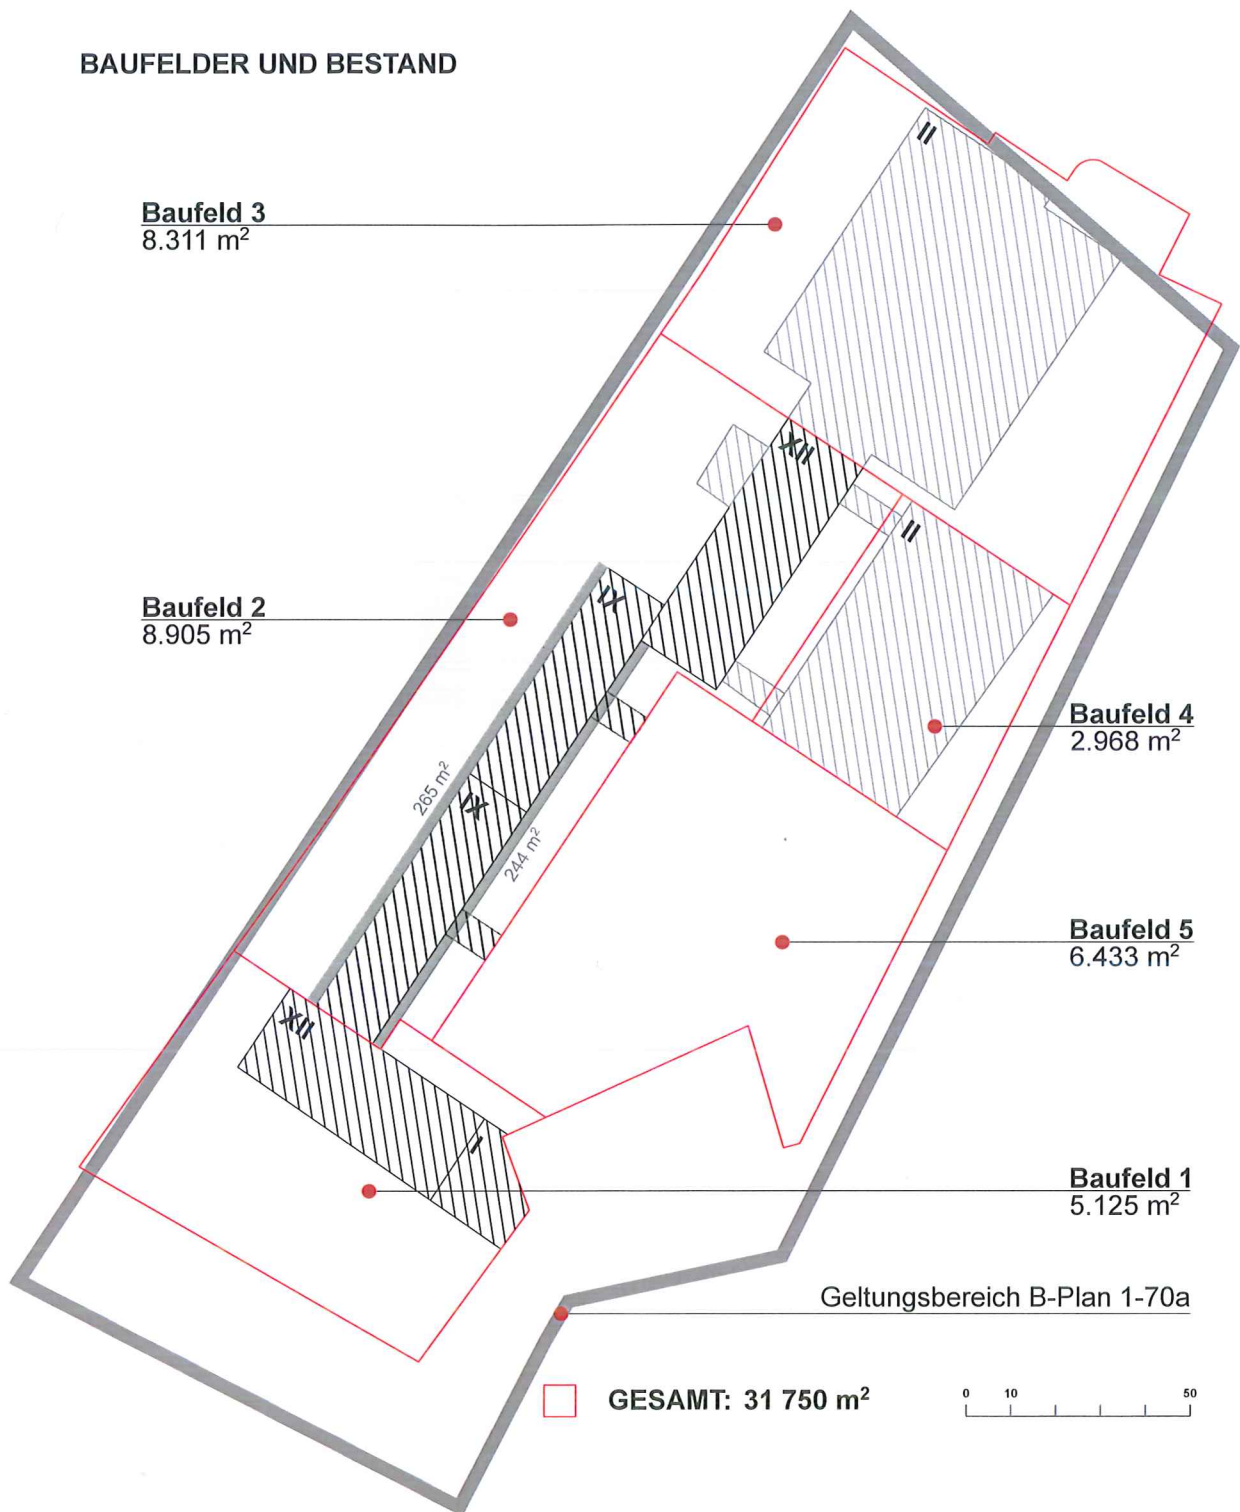 BAUFELDER UND BESTAND
II
Baufeld 3
8.311 m²
XII
II
IX
Baufeld 2
8.905 m²
Baufeld 4
2.968 m²
265 m²
IX
244 m²
Baufeld 5
6.433 m²
XII
I
Baufeld 1
5.125 m²
Geltungsbereich B-Plan 1-70a
GESAMT: 31 750 m²
0 10 50